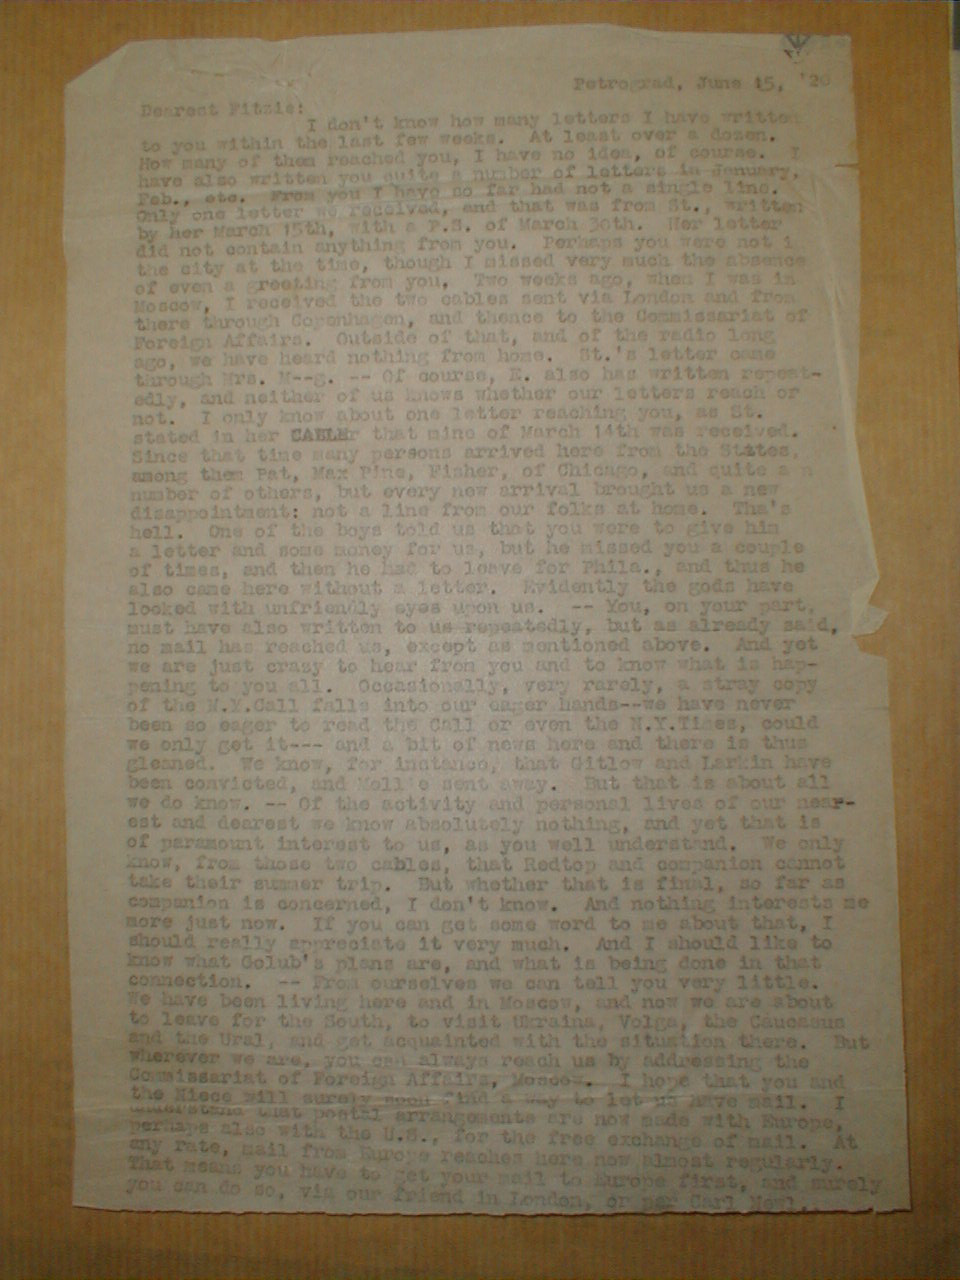 Petrograd, June 15, '20
Dearest Fitzie:
I don't know how many letters I have written
to you within the last few weeks. At least over a dozen.
How many of them reached you, I have no idea, of course. I
have also written you quite a number of letters in January,
Feb., etc. From you I have so far had not a single line.
Only one letter we received, and that was from St., written
by her March 15th, with a P.S. of March 30th. Her letter
did not contain anything from you. Perhaps you were not i
the city at the time, though I missed very much the absence
of even a greeting from you. Two weeks ago, when I was in
Moscow, I received the two cables sent via London and from
there through Copenhagen, and thence to the Commissariat of
Foreign Affairs. Outside of that, and of the radio long
ago, we have heard nothing from home. St.'s letter came
through Mrs. M--g. -- Of course, E. also has written repeat-
edly, and neither of us knows whether our letters reach or
not. I only know about one letter reaching you, as St.
stated in her CABLE that mine of March 14th was received.
Since that time many persons arrived here from the States,
among them Pat, Max Pine, Fisher, of Chicago, and quite a n
number of others, but every new arrival brought us a new
disappointment: not a line from our folks at home. Tha's
hell. One of the boys told us that you were to give him
a letter and some money for us, but he missed you a couple
of times, and then he had to leave for Phila., and thus he
also came here without a letter. Evidently the gods have
looked with unfriendly eyes upon us. -- You, on your part,
must have also written to us repeatedly, but as already said,
no mail has reached us, except as mentioned above. And yet
we are just crazy to hear from you and to know what is hap-
pening to you all. Occasionally, very rarely, a stray copy
of the N.Y.Call falls into our eager hands--we have never
been so eager to read the Call or even the N.Y.Times, could
we only get it--- and a bit of news here and there is thus
gleaned. We know, for instance, that Gitlow and Larkin have
been convicted, and Moll e sent away. But that is about all
we do know. -- Of the activity and personal lives of our near-
est and dearest we know absolutely nothing, and yet that is
of paramount interest to us, as you well understand. We only
know, from those two cables, that Redtop and companion cannot
take their summer trip. But whether that is final, so far as
companion is concerned, I don't know. And nothing interests me
more just now. If you can get some word to me about that, I
should really appreciate it very much. And I should like to
know what Golub's plans are, and what is being done in that
connection. -- From ourselves we can tell you very little.
We have been living here and in Moscow, and now we are about
to leave for the South, to visit Ukraina, Volga, the Caucasus
and the Ural, and get acquainted with the situation there. But
wherever we are, you can always reach us by addressing the
Commissariat of Foreign Affairs, Moscow. I hope that you and
the Niece will surely soon find a way to let us have mail. I
understand that postal arrangements are now made with Europe,
perhaps also with the U.S., for the free exchange of mail. At
any rate, mail from Europe reaches here now almost regularly.
That means you have to get your mail to Europe first, and surely
you can do so, via our friend in London, or per Carl